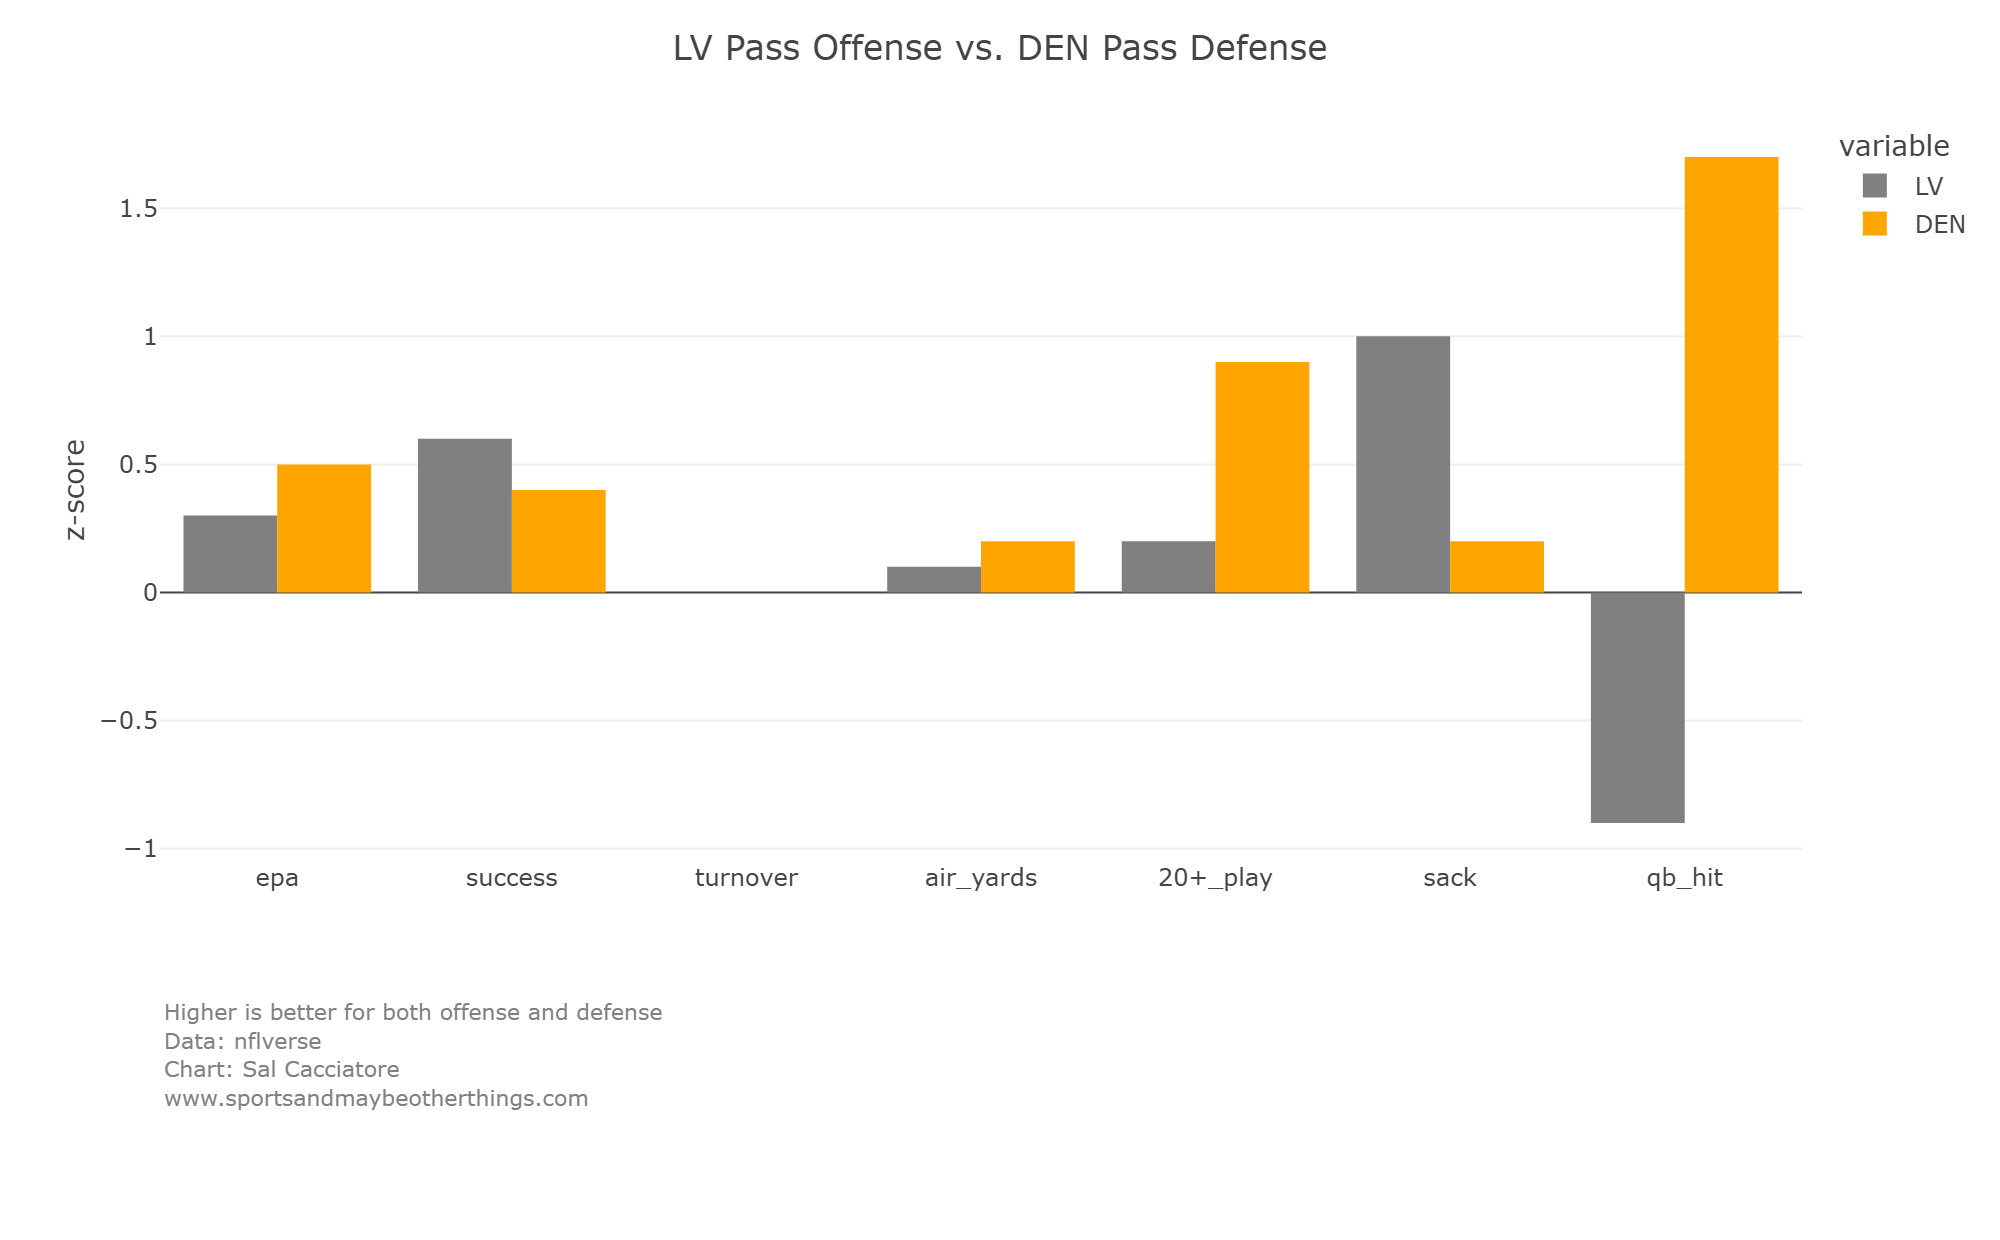 LV Pass Offense vs. DEN Pass Defense
variable
LV
DEN
1.5
1
0.5
0
−0.5
−1
z-score
epa
success
turnover
air_yards
20+_play
sack
qb_hit
Higher is better for both offense and defense
Data: nflverse
Chart: Sal Cacciatore
www.sportsandmaybeotherthings.com